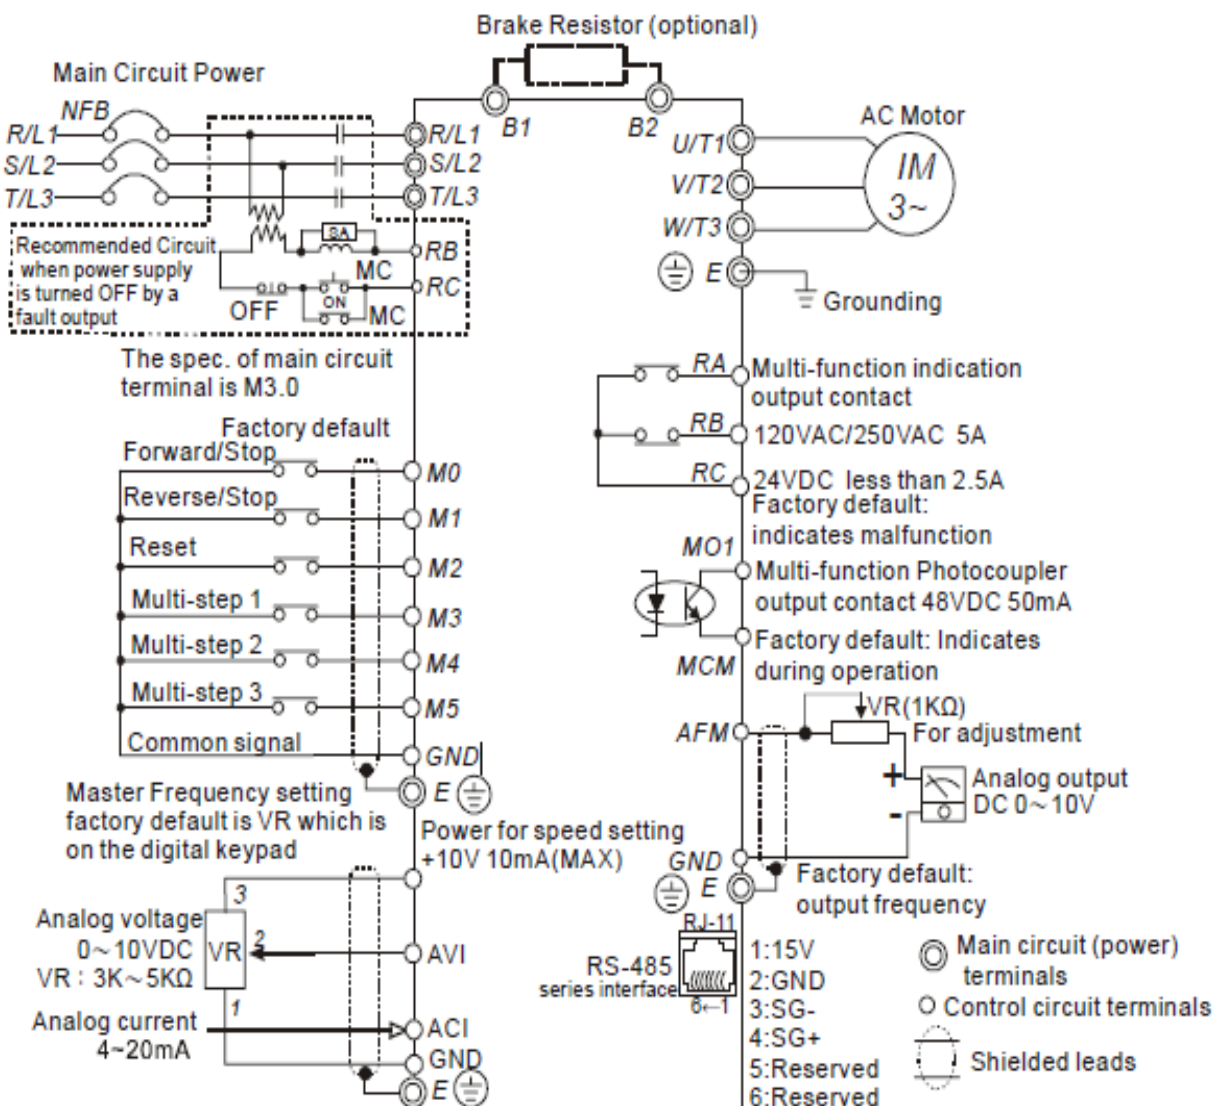 Brake Resistor (optional)
Main Circuit Power
NFB
R/L1
S/L2
T/L3
R/L1
S/L2
T/L3
B1
B2
Recommended Circuit
when power supply
is turned OFF by a
fault output
SA
MC
OFF
ON
MC
RB
RC
The spec. of main circuit
terminal is M3.0
U/T1
V/T2
W/T3
E
AC Motor
IM
3~
Grounding
Factory default
Forward/Stop
M0
Reverse/Stop
M1
Reset
M2
Multi-step 1
M3
Multi-step 2
M4
Multi-step 3
M5
Common signal
GND
E
RA
Multi-function indication
output contact
RB
120VAC/250VAC 5A
RC
24VDC less than 2.5A
Factory default:
indicates malfunction
MO1
Multi-function Photocoupler
output contact 48VDC 50mA
Factory default: Indicates
during operation
MCM
AFM
VR(1KΩ)
For adjustment
+
-
Analog output
DC 0~10V
GND
E
Factory default:
output frequency
Master Frequency setting
factory default is VR which is
on the digital keypad
Power for speed setting
+10V 10mA(MAX)
3
Analog voltage
0~10VDC
VR : 3K~5KΩ
VR
2
1
AVI
Analog current
4~20mA
ACI
GND
E
RJ-11
RS-485
series interface
6←1
1:15V
2:GND
3:SG-
4:SG+
5:Reserved
6:Reserved
Main circuit (power)
terminals
Control circuit terminals
Shielded leads